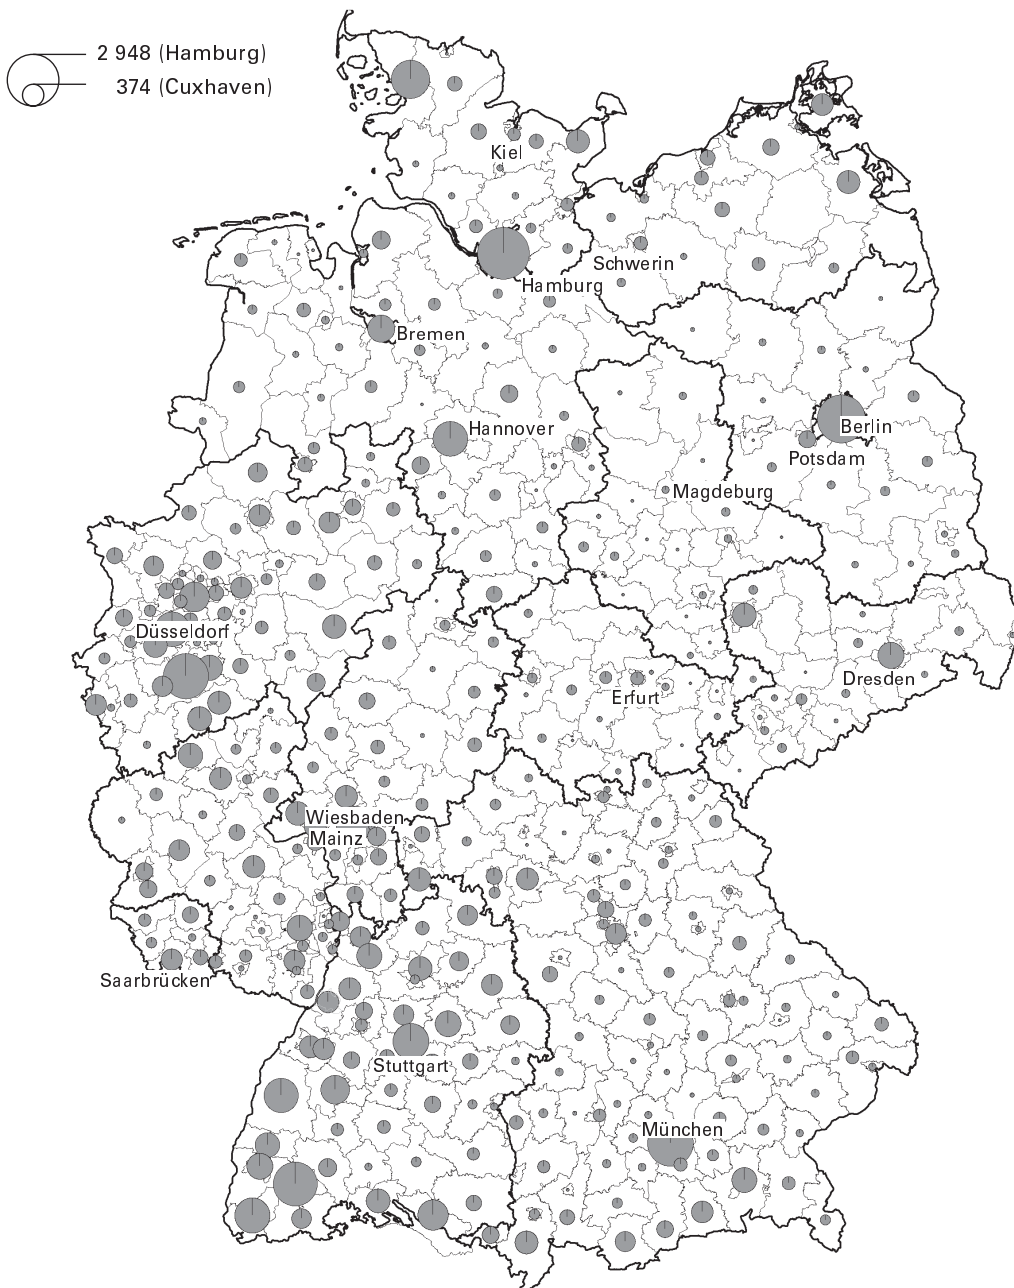 2 948 (Hamburg)
374 (Cuxhaven)
Kiel
Schwerin
Hamburg
Bremen
Hannover
Berlin
Potsdam
Magdeburg
Düsseldorf
Erfurt
Dresden
Wiesbaden
Mainz
Saarbrücken
Stuttgart
München